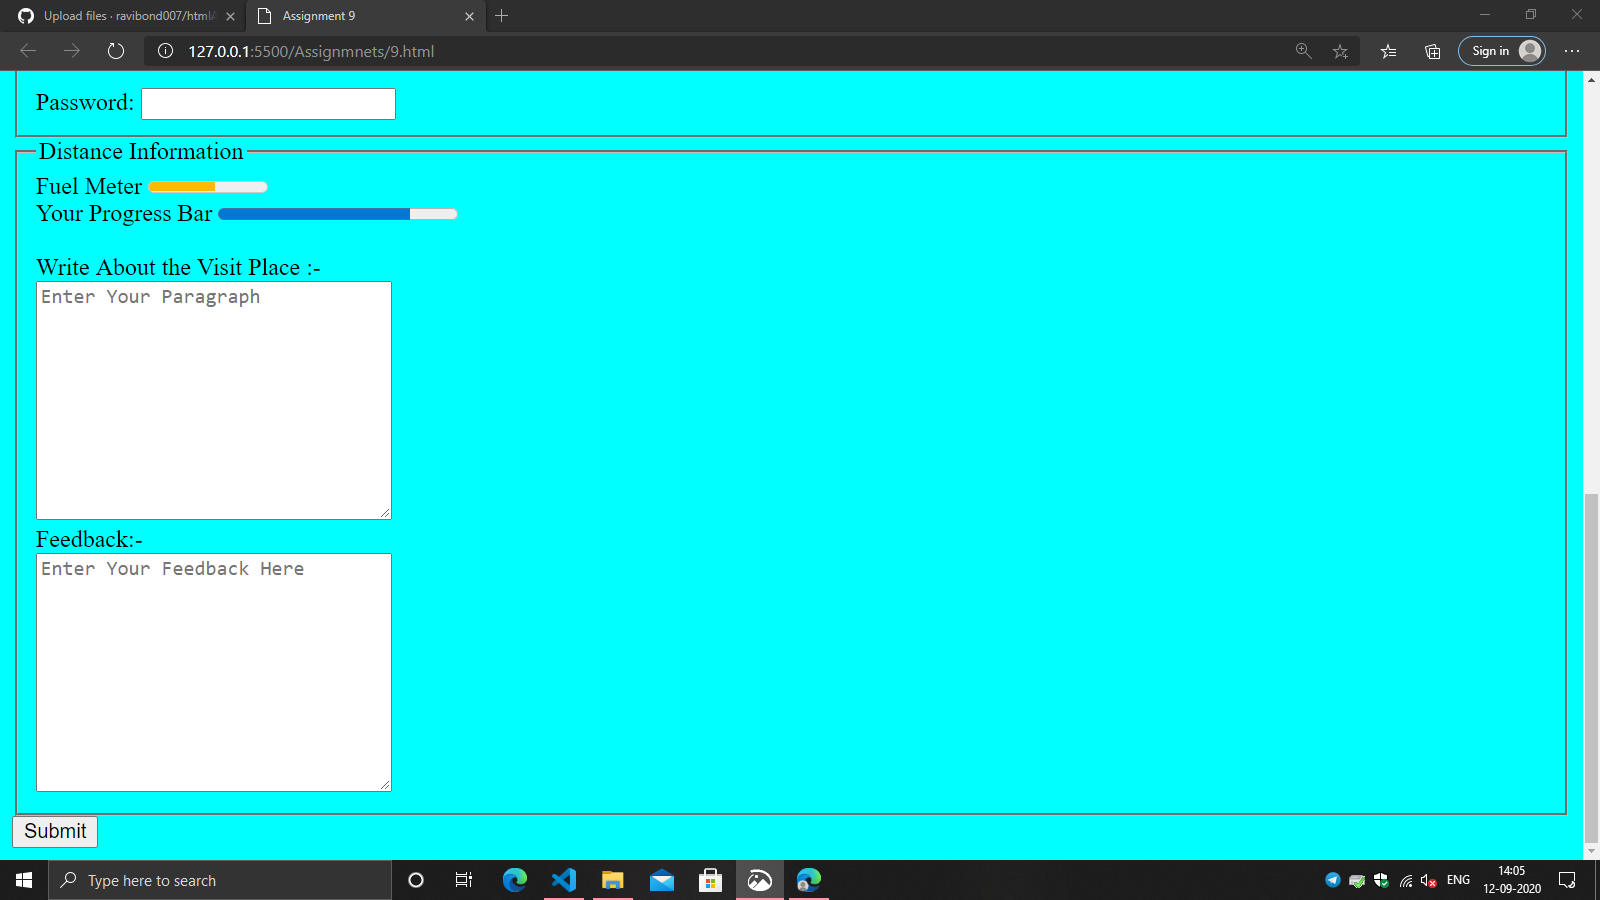 Upload files · ravibond007/html
Assignment 9
127.0.0.1:5500/Assignmnets/9.html
Sign in
Password:
Distance Information
Fuel Meter
Your Progress Bar
Write About the Visit Place :-
Enter Your Paragraph
Feedback:-
Enter Your Feedback Here
Submit
Type here to search
ENG
14:05
12-09-2020